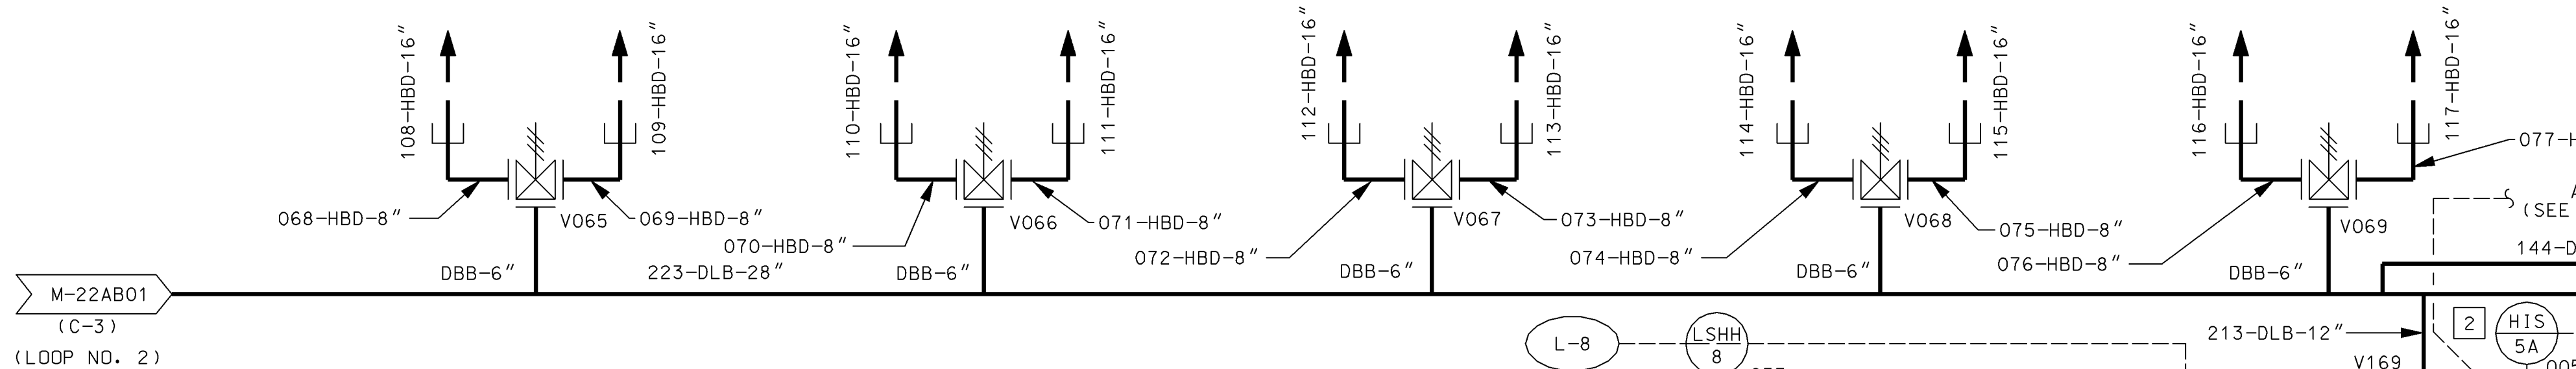 108-HBD-16"
109-HBD-16"
110-HBD-16"
111-HBD-16"
112-HBD-16"
113-HBD-16"
114-HBD-16"
115-HBD-16"
116-HBD-16"
117-HBD-16"
077-H
068-HBD-8"
V065
069-HBD-8"
070-HBD-8"
V066
071-HBD-8"
072-HBD-8"
V067
073-HBD-8"
074-HBD-8"
V068
075-HBD-8"
076-HBD-8"
V069
A
(SEE
144-D
DBB-6"
223-DLB-28"
DBB-6"
DBB-6"
DBB-6"
DBB-6"
M-22AB01
(C-3)
(LOOP NO. 2)
L-8
LSHH
8
213-DLB-12"
V169
2
HIS
5A